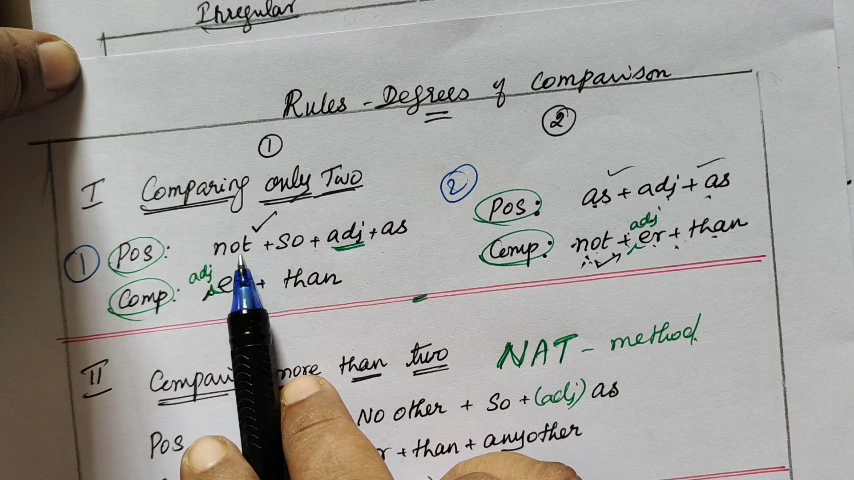 Irregular
Rules - Degrees of Comparison
① ②
I Comparing only Two
① Pos: not + so + adj + as
adj
Comp: er + than
② Pos: as + adj + as
adj
Comp: not + er + than
II Comparing more than two NAT - method
Pos No other + so + (adj) as
+ than + anyother